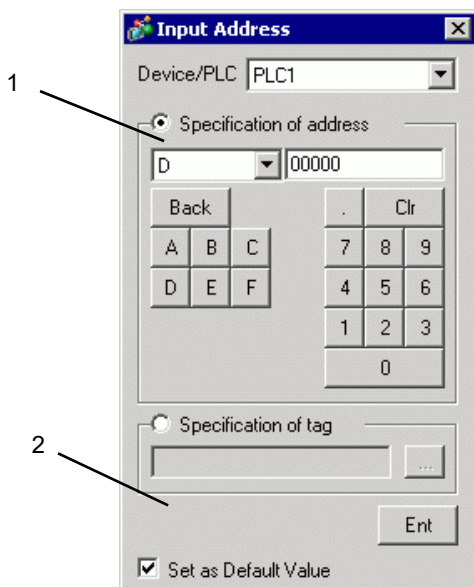 Input Address
Device/PLC PLC1
1
Specification of address
D 00000
Back . Clr
A B C 7 8 9
D E F 4 5 6
1 2 3
0
Specification of tag
2
...
Ent
Set as Default Value